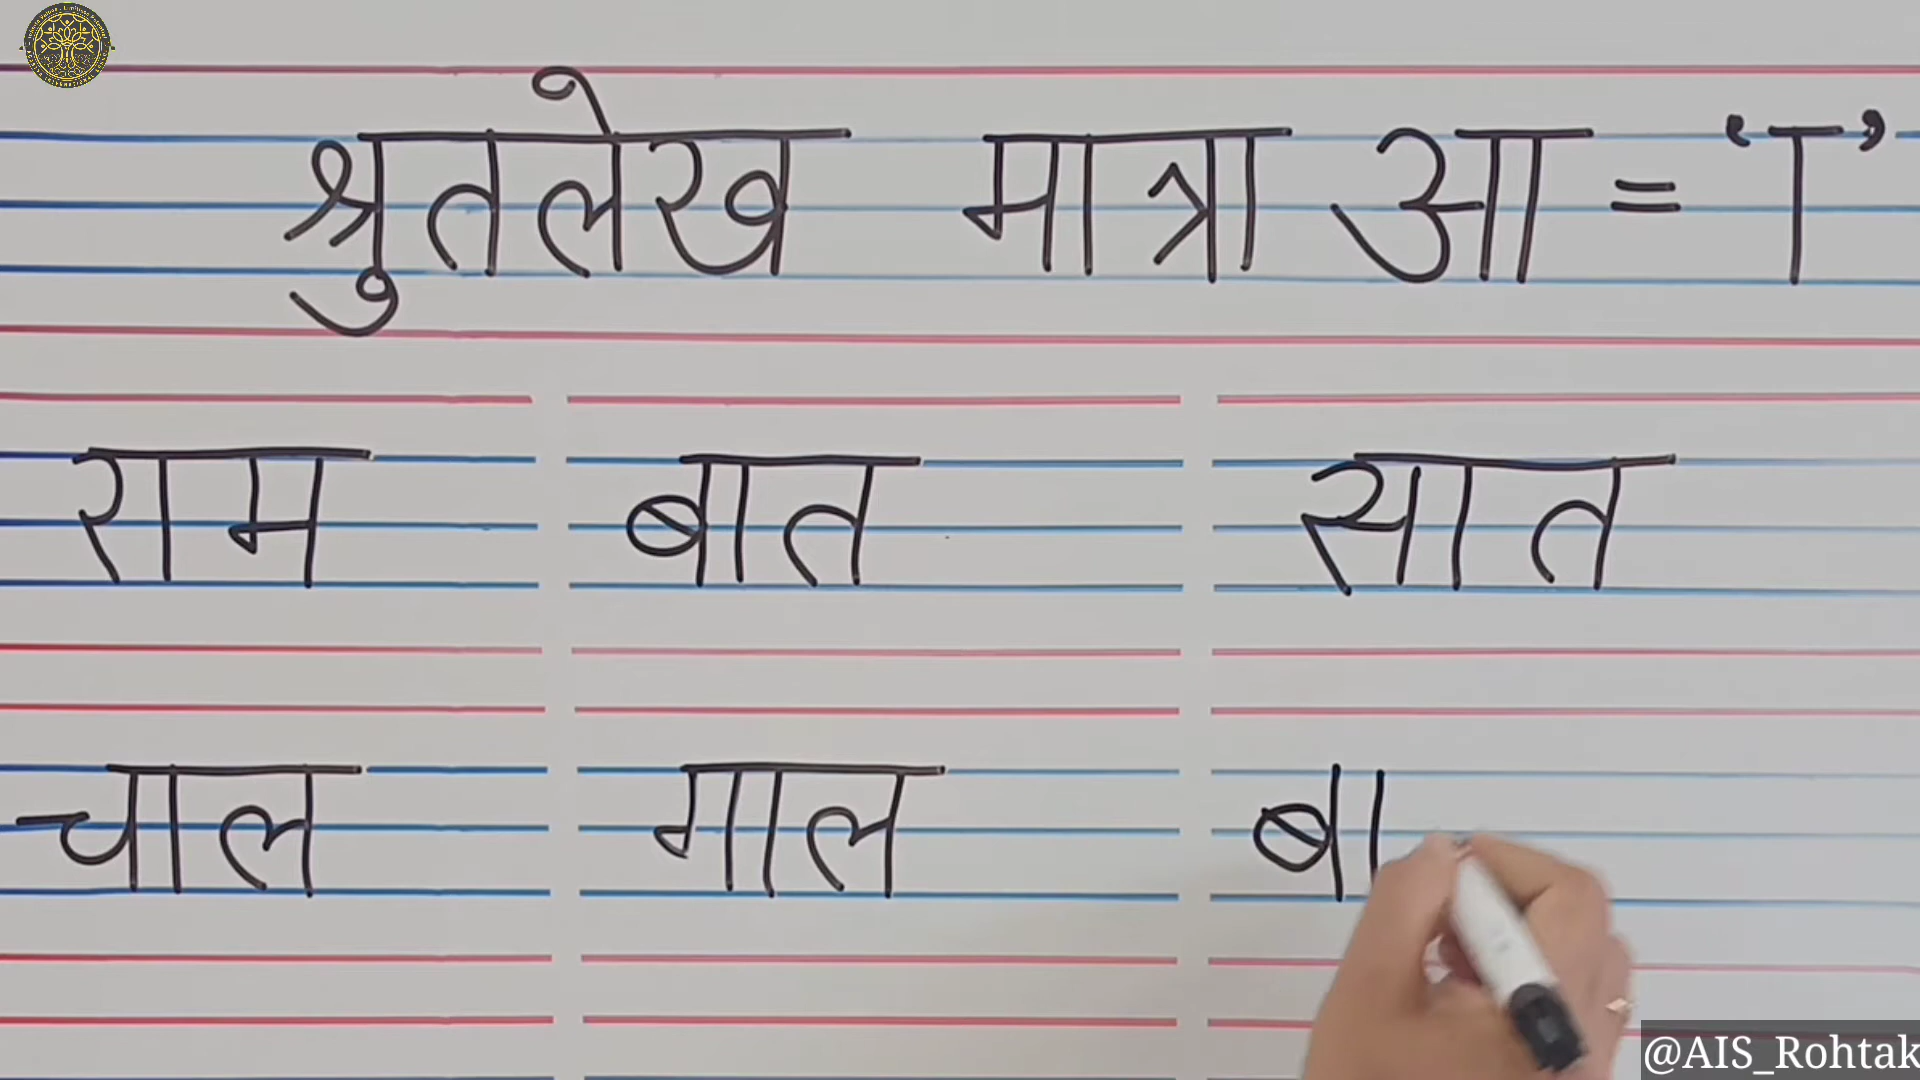 श्रुतलेख मात्रा आ = ‘ा’
राम बात सात
चाल गाल बा
@AIS_Rohtak